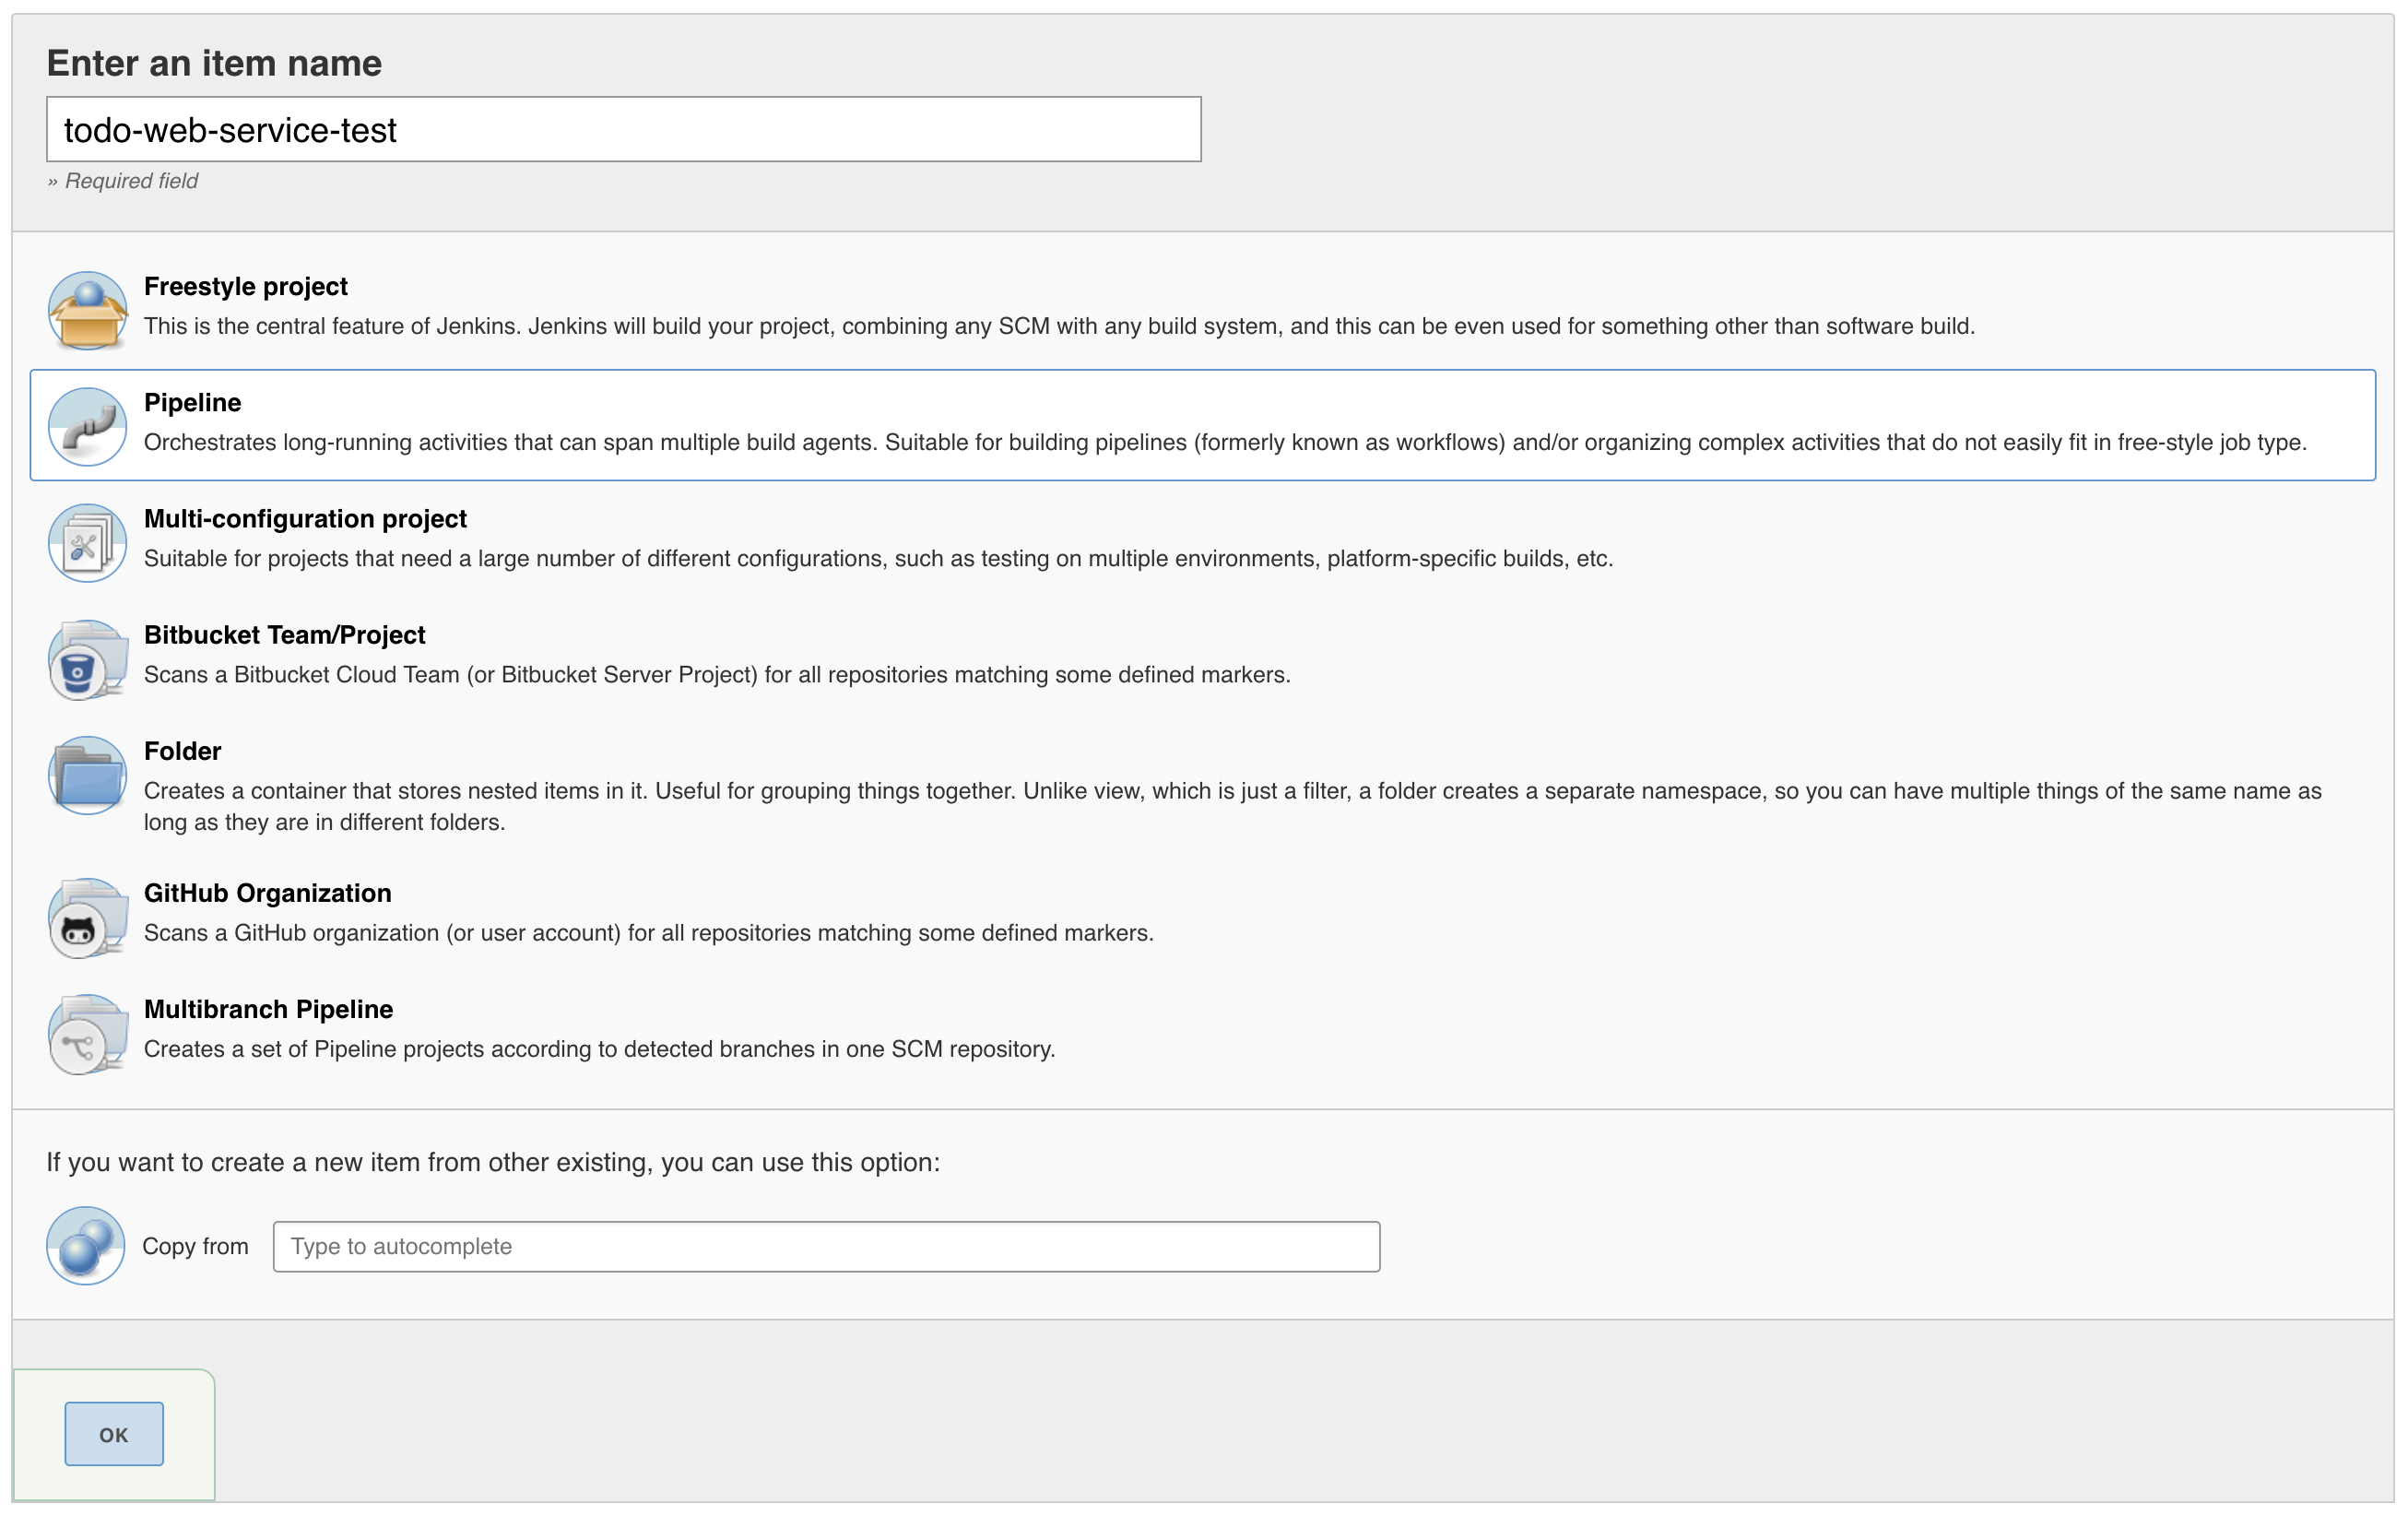 Enter an item name
todo-web-service-test
» Required field
Freestyle project
This is the central feature of Jenkins. Jenkins will build your project, combining any SCM with any build system, and this can be even used for something other than software build.
Pipeline
Orchestrates long-running activities that can span multiple build agents. Suitable for building pipelines (formerly known as workflows) and/or organizing complex activities that do not easily fit in free-style job type.
Multi-configuration project
Suitable for projects that need a large number of different configurations, such as testing on multiple environments, platform-specific builds, etc.
Bitbucket Team/Project
Scans a Bitbucket Cloud Team (or Bitbucket Server Project) for all repositories matching some defined markers.
Folder
Creates a container that stores nested items in it. Useful for grouping things together. Unlike view, which is just a filter, a folder creates a separate namespace, so you can have multiple things of the same name as
long as they are in different folders.
GitHub Organization
Scans a GitHub organization (or user account) for all repositories matching some defined markers.
Multibranch Pipeline
Creates a set of Pipeline projects according to detected branches in one SCM repository.
If you want to create a new item from other existing, you can use this option:
Copy from Type to autocomplete
OK